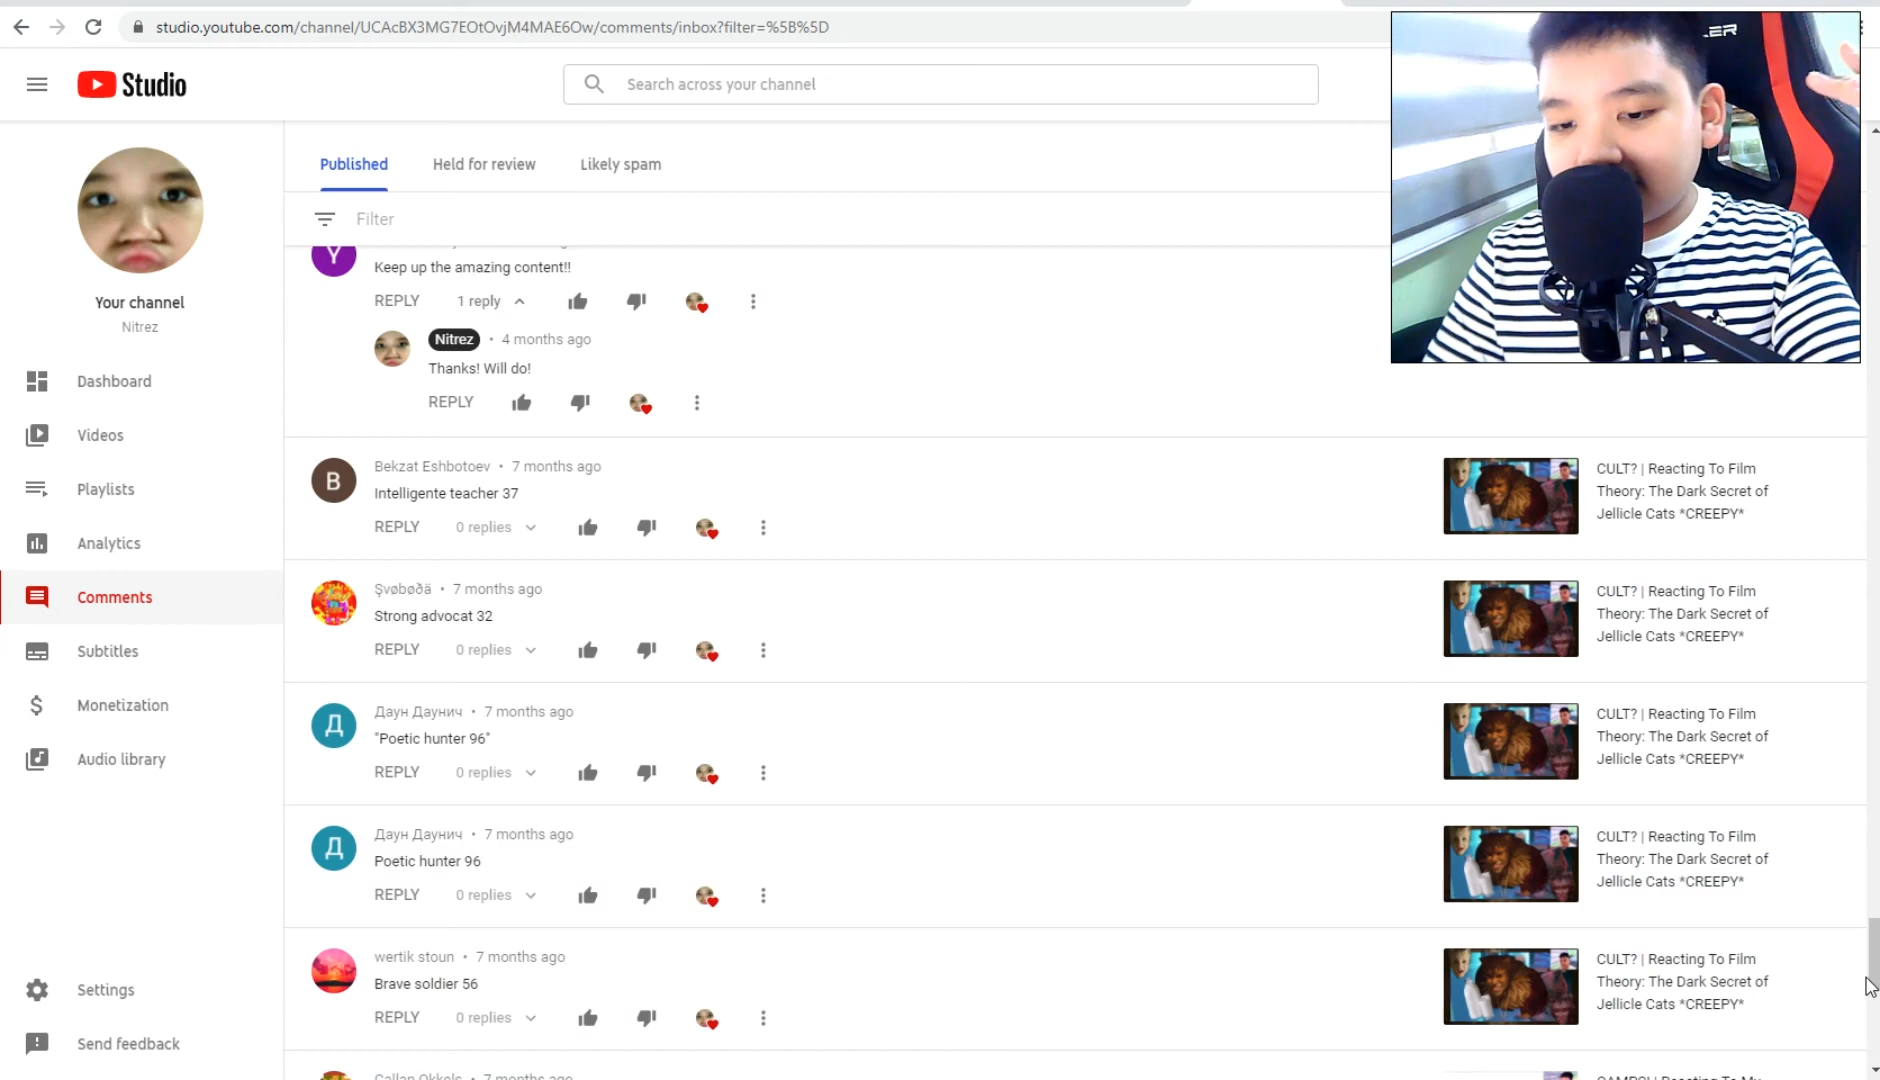 studio.youtube.com/channel/UCAcBX3MG7EOtOvjM4MAE6Ow/comments/inbox?filter=%5B%5D
Studio
Search across your channel
Your channel
Nitrez
Dashboard
Videos
Playlists
Analytics
Comments
Subtitles
Monetization
Audio library
Settings
Send feedback
Published
Held for review
Likely spam
Filter
Y
Keep up the amazing content!!
REPLY 1 reply
Nitrez • 4 months ago
Thanks! Will do!
REPLY
B
Bekzat Eshbotoev • 7 months ago
Intelligente teacher 37
REPLY 0 replies
CULT? | Reacting To Film
Theory: The Dark Secret of
Jellicle Cats *CREEPY*
Şvøbøðä • 7 months ago
Strong advocat 32
REPLY 0 replies
CULT? | Reacting To Film
Theory: The Dark Secret of
Jellicle Cats *CREEPY*
Д
Даун Даунич • 7 months ago
"Poetic hunter 96"
REPLY 0 replies
CULT? | Reacting To Film
Theory: The Dark Secret of
Jellicle Cats *CREEPY*
Д
Даун Даунич • 7 months ago
Poetic hunter 96
REPLY 0 replies
CULT? | Reacting To Film
Theory: The Dark Secret of
Jellicle Cats *CREEPY*
wertik stoun • 7 months ago
Brave soldier 56
REPLY 0 replies
CULT? | Reacting To Film
Theory: The Dark Secret of
Jellicle Cats *CREEPY*
7 months ago